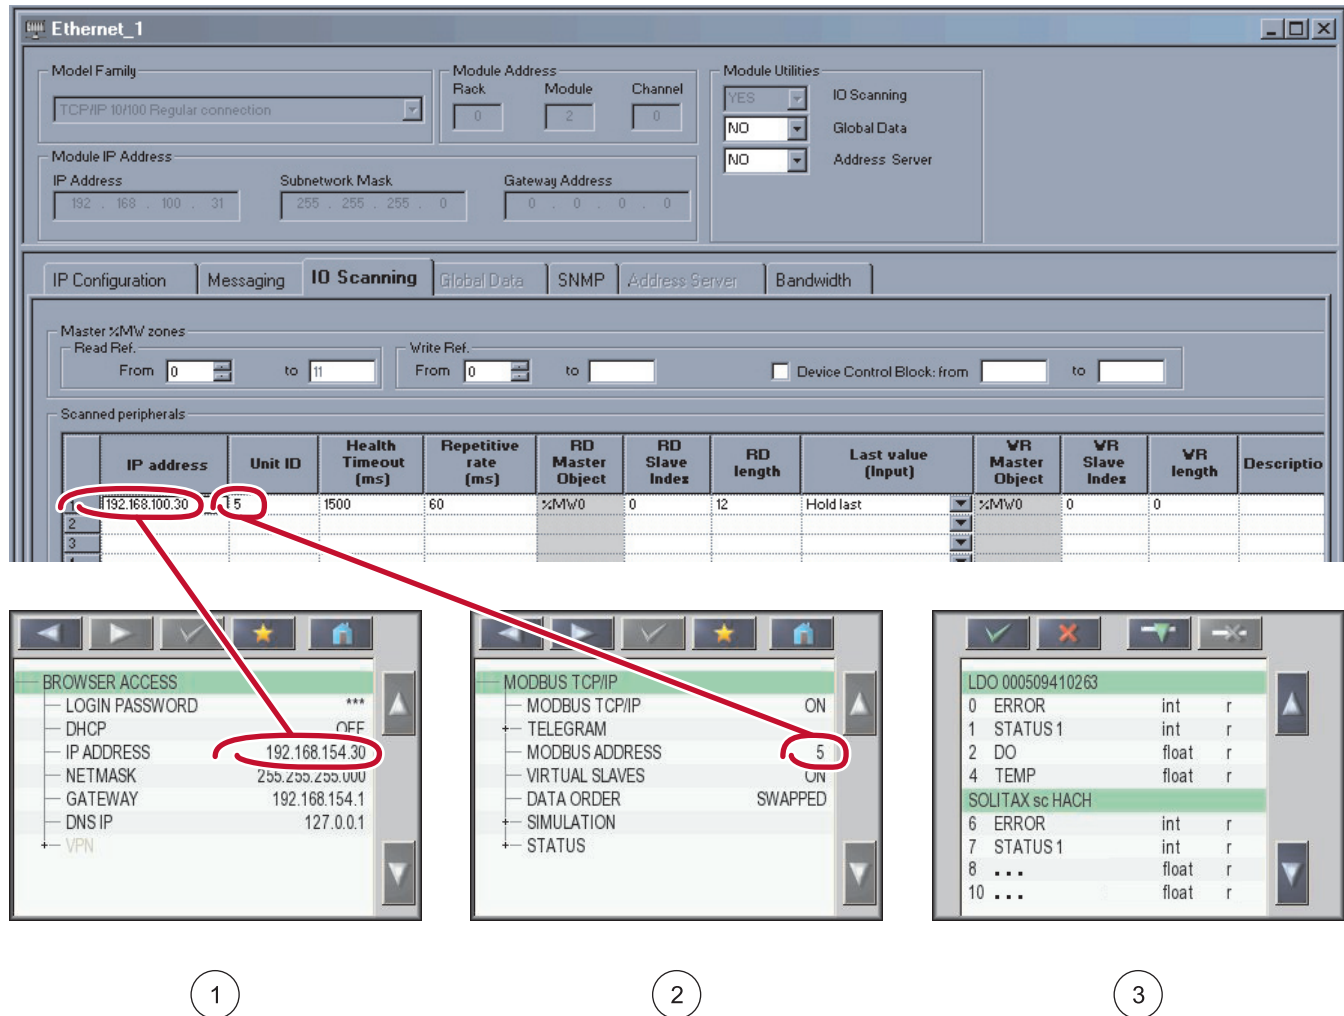 Ethernet_1
Model Family
TCP/IP 10/100 Regular connection
Module Address
Rack Module Channel
0 2 0
Module Utilities
YES IO Scanning
NO Global Data
NO Address Server
Module IP Address
IP Address Subnetwork Mask Gateway Address
192 . 168 . 100 . 31 255 . 255 . 255 . 0 0 . 0 . 0 . 0
IP Configuration Messaging IO Scanning Global Data SNMP Address Server Bandwidth
Master %MW zones
Read Ref. Write Ref.
From 0 to 11 From 0 to Device Control Block: from to
Scanned peripherals
IP address Unit ID Health Timeout (ms) Repetitive rate (ms) RD Master Object RD Slave Index RD length Last value (Input) WR Master Object WR Slave Index WR length Descriptio
1 192.168.100.30 5 1500 60 %MW0 0 12 Hold last %MW0 0 0
2
3
BROWSER ACCESS
LOGIN PASSWORD ***
DHCP OFF
IP ADDRESS 192.168.154.30
NETMASK 255.255.255.000
GATEWAY 192.168.154.1
DNS IP 127.0.0.1
+ VPN
MODBUS TCP/IP
MODBUS TCP/IP ON
+ TELEGRAM
MODBUS ADDRESS 5
VIRTUAL SLAVES ON
DATA ORDER SWAPPED
+ SIMULATION
+ STATUS
LDO 000509410263
0 ERROR int r
1 STATUS 1 int r
2 DO float r
4 TEMP float r
SOLITAX sc HACH
6 ERROR int r
7 STATUS 1 int r
8 ... float r
10 ... float r
1
2
3